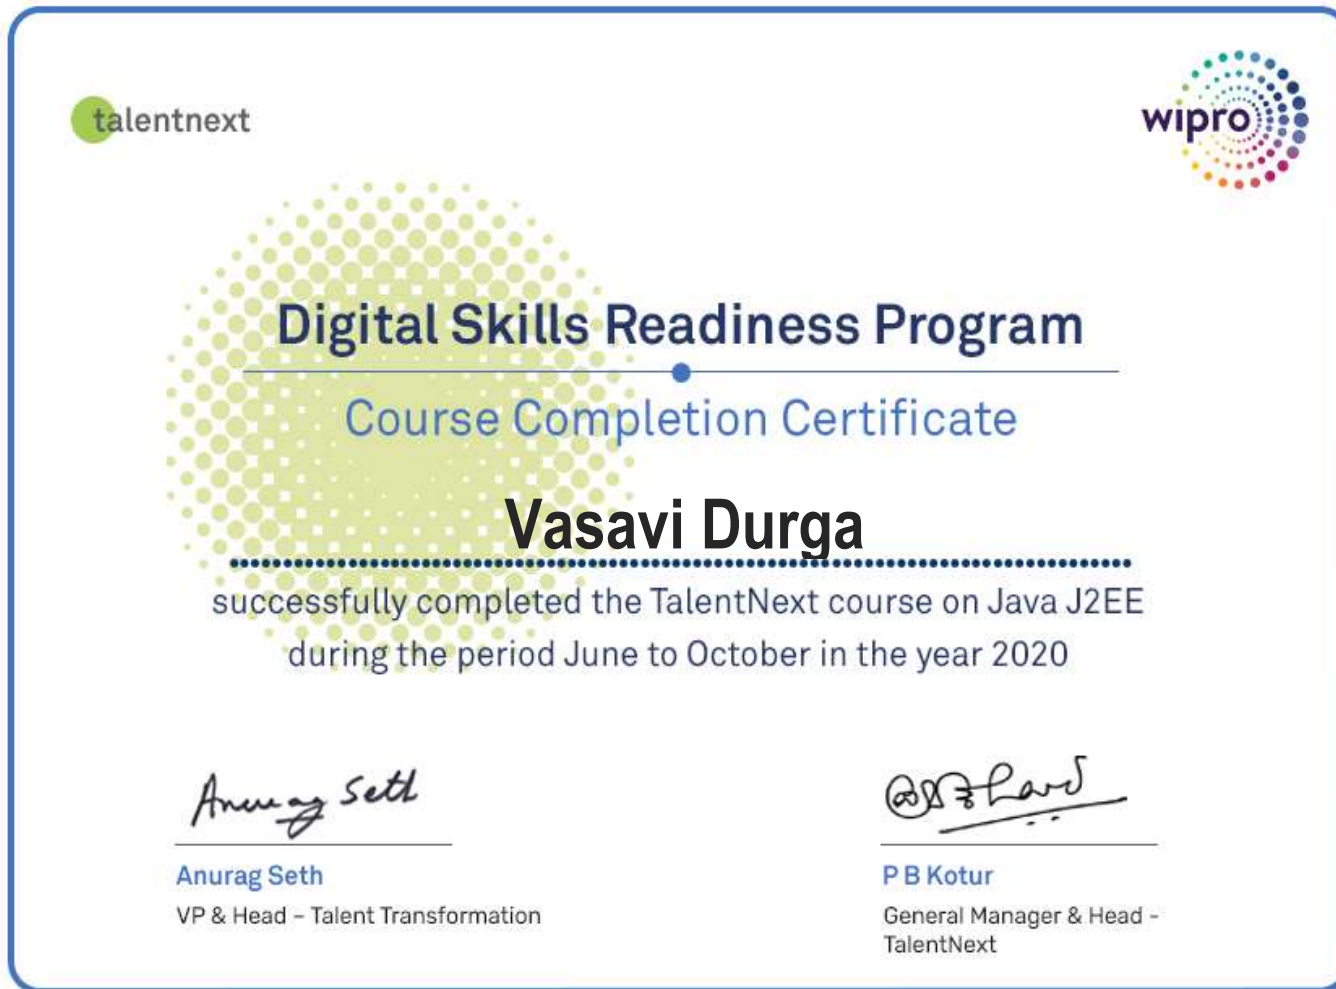 talentnext
wipro
Digital Skills Readiness Program
Course Completion Certificate
Vasavi Durga
successfully completed the TalentNext course on Java J2EE
during the period June to October in the year 2020
Anurag Seth
Anurag Seth
VP & Head – Talent Transformation
P B Kotur
General Manager & Head -
TalentNext